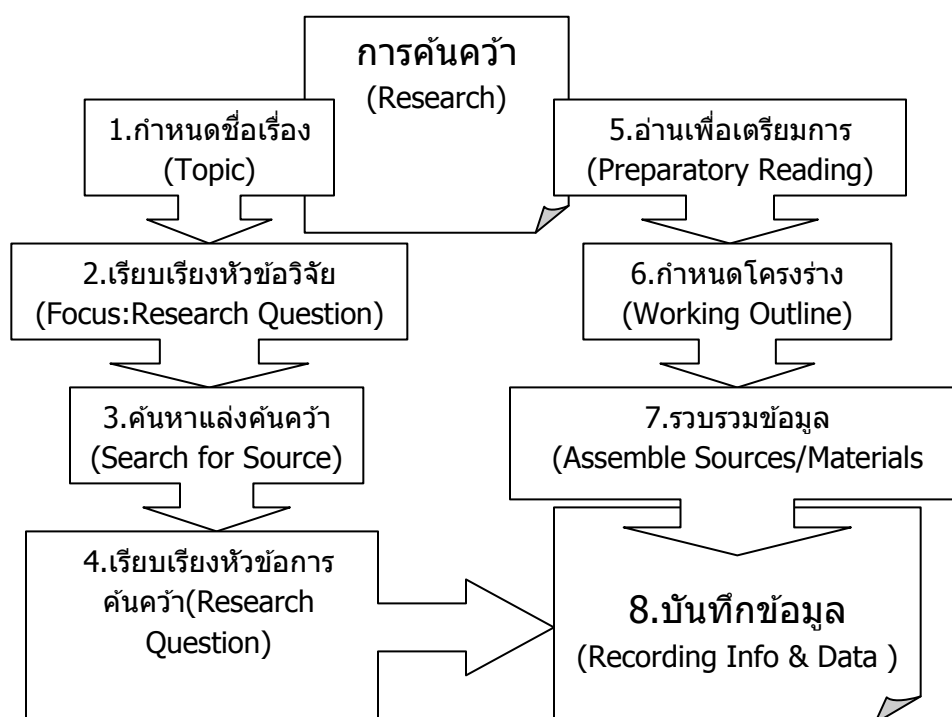 การค้นคว้า
(Research)
1.กำหนดชื่อเรื่อง
(Topic)
2.เรียบเรียงหัวข้อวิจัย
(Focus:Research Question)
3.ค้นหาแล่งค้นคว้า
(Search for Source)
4.เรียบเรียงหัวข้อการ
ค้นคว้า(Research
Question)
5.อ่านเพื่อเตรียมการ
(Preparatory Reading)
6.กำหนดโครงร่าง
(Working Outline)
7.รวบรวมข้อมูล
(Assemble Sources/Materials
8.บันทึกข้อมูล
(Recording Info & Data )